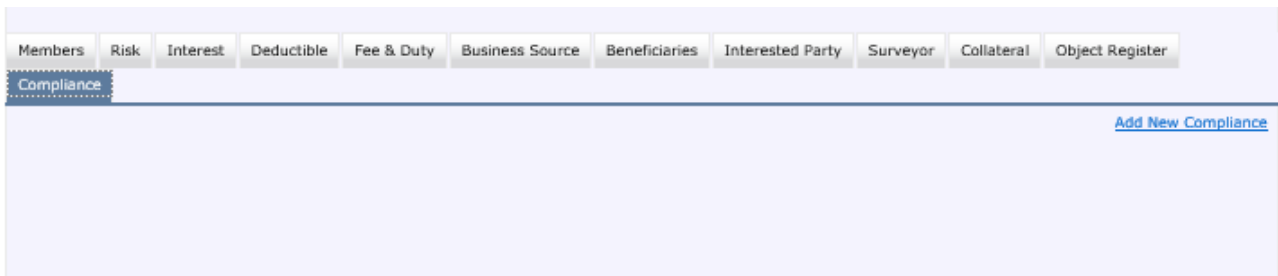 Members Risk Interest Deductible Fee & Duty Business Source Beneficiaries Interested Party Surveyor Collateral Object Register
Compliance
Add New Compliance